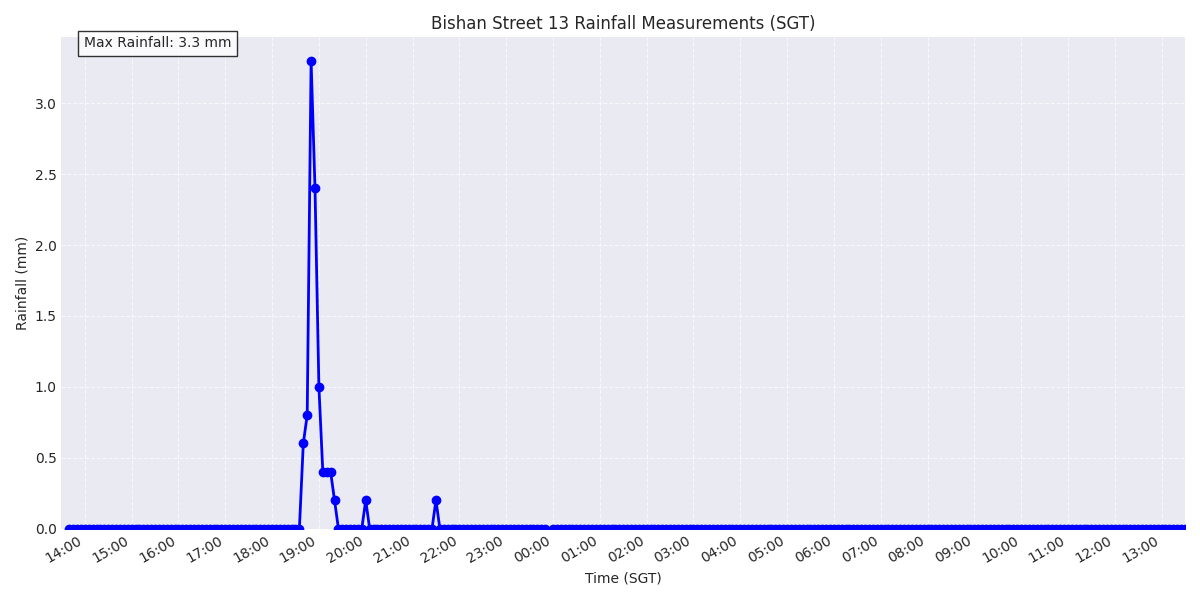 Bishan Street 13 Rainfall Measurements (SGT)
Max Rainfall: 3.3 mm
Rainfall (mm)
3.0
2.5
2.0
1.5
1.0
0.5
0.0
14:00 15:00 16:00 17:00 18:00 19:00 20:00 21:00 22:00 23:00 00:00 01:00 02:00 03:00 04:00 05:00 06:00 07:00 08:00 09:00 10:00 11:00 12:00 13:00
Time (SGT)